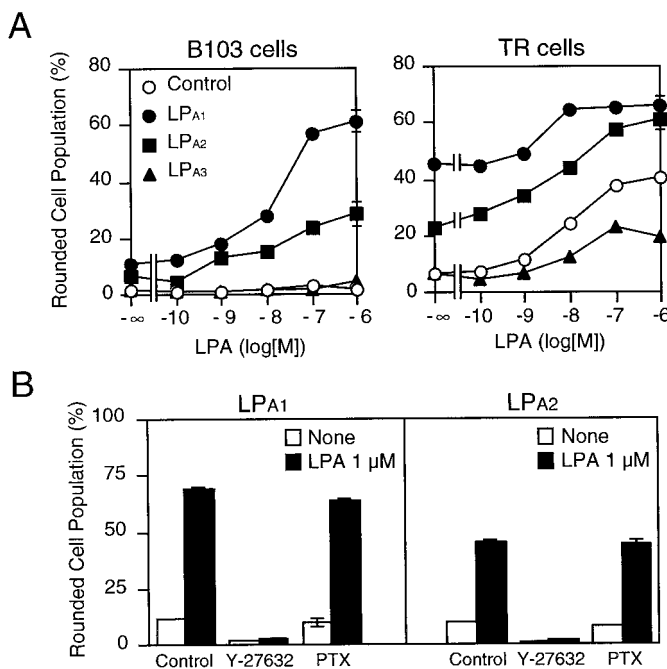 A
B103 cells
TR cells
Rounded Cell Population (%)
80
60
40
20
0
Control
LPA1
LPA2
LPA3
- ∞ -10 - 9 - 8 -7 - 6
LPA (log[M])
80
60
40
20
0
- ∞ -10 -9 -8 -7 -6
LPA (log[M])
B
LPA1
LPA2
Rounded Cell Population (%)
100
75
50
25
0
None
LPA 1 μM
None
LPA 1 μM
Control Y-27632 PTX
Control Y-27632 PTX